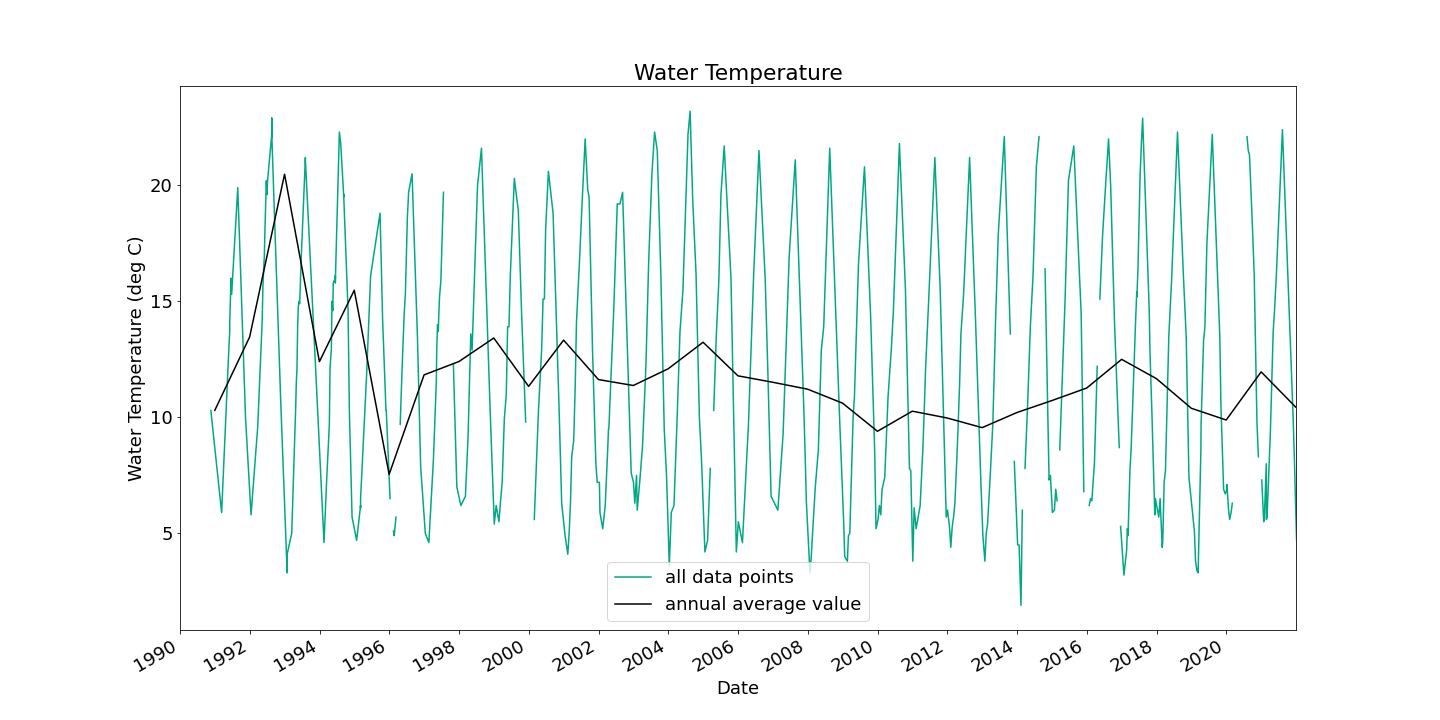 Water Temperature
Water Temperature (deg C)
20
15
10
5
all data points
annual average value
1990 1992 1994 1996 1998 2000 2002 2004 2006 2008 2010 2012 2014 2016 2018 2020
Date